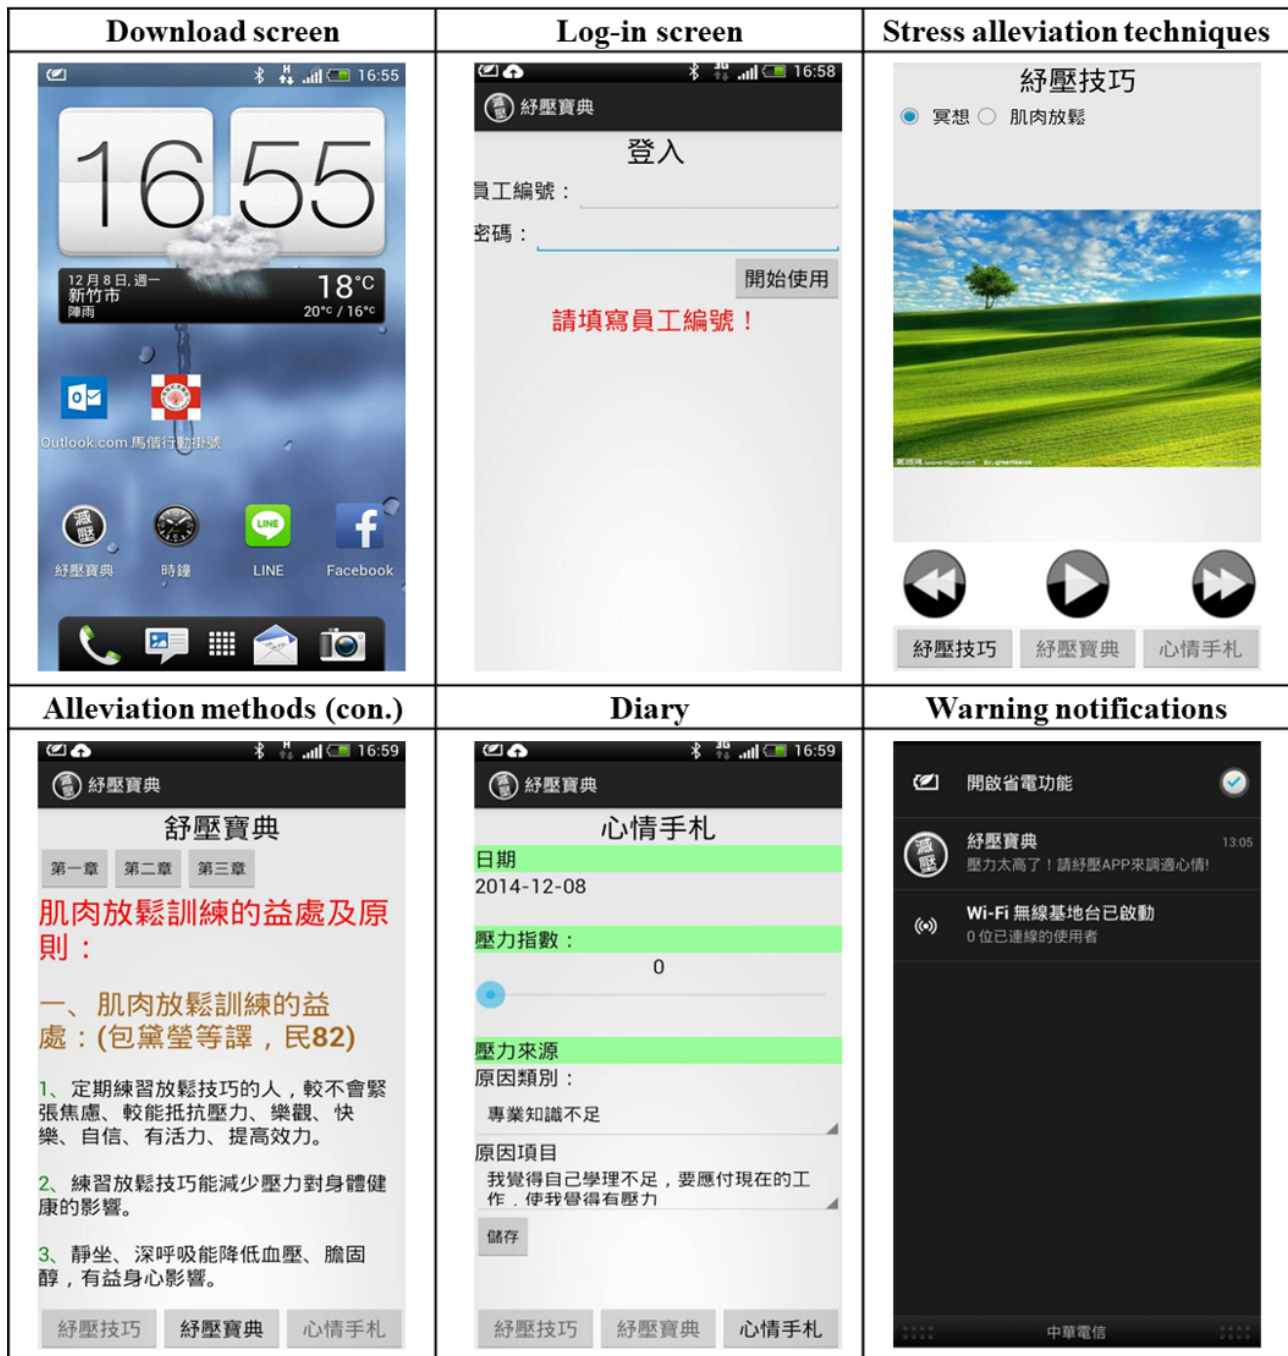 Download screen
Log-in screen
Stress alleviation techniques
H
16:55
16 55
12月8日,週一
新竹市
陣雨
18°C
20°C / 16°C
Outlook.com
馬偕行動掛號
減壓
紓壓寶典
時鐘
LINE
LINE
Facebook
3G
16:58
減壓
紓壓寶典
登入
員工編號：
密碼：
開始使用
請填寫員工編號！
紓壓技巧
冥想
肌肉放鬆
紓壓技巧
紓壓寶典
心情手札
Alleviation methods (con.)
Diary
Warning notifications
H
16:59
減壓
紓壓寶典
舒壓寶典
第一章
第二章
第三章
肌肉放鬆訓練的益處及原
則：
一、肌肉放鬆訓練的益
處：(包黛瑩等譯，民82)
1、定期練習放鬆技巧的人，較不會緊
張焦慮、較能抵抗壓力、樂觀、快
樂、自信、有活力、提高效力。
2、練習放鬆技巧能減少壓力對身體健
康的影響。
3、靜坐、深呼吸能降低血壓、膽固
醇，有益身心影響。
紓壓技巧
紓壓寶典
心情手札
3G
16:59
減壓
紓壓寶典
心情手札
日期
2014-12-08
壓力指數：
0
壓力來源
原因類別：
專業知識不足
原因項目
我覺得自己學理不足，要應付現在的工
作，使我覺得有壓力
儲存
紓壓技巧
紓壓寶典
心情手札
開啟省電功能
減壓
紓壓寶典
13:05
壓力太高了！請紓壓APP來調適心情!
Wi-Fi 無線基地台已啟動
0 位已連線的使用者
中華電信